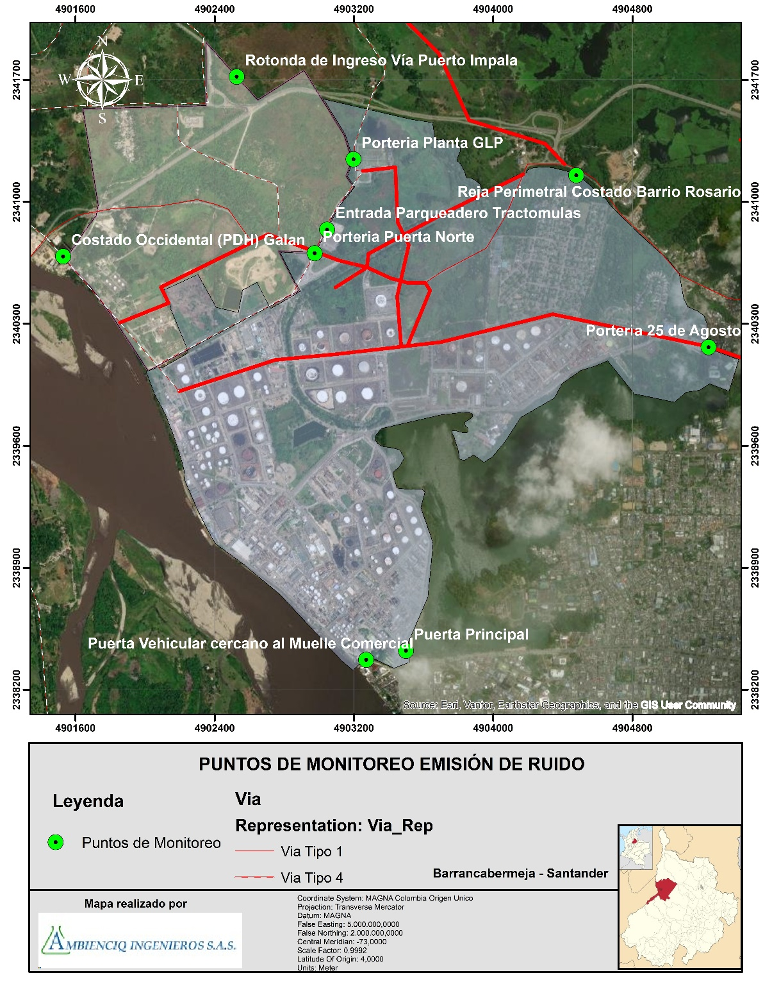 4901600 4902400 4903200 4904000 4904800
N
W E
S
Rotonda de Ingreso Vía Puerto Impala
2341700 2341700
Porteria Planta GLP
Reja Perimetral Costado Barrio Rosario
2341000 2341000
Entrada Parqueadero Tractomulas
Porteria Puerta Norte
Costado Occidental (PDH) Galan
2340300 2340300
Porteria 25 de Agosto
2339600 2339600
2338900 2338900
Puerta Principal
Puerta Vehicular cercano al Muelle Comercial
2338200 2338200
Source: Esri, Vantor, Earthstar Geographics, and the GIS User Community
4901600 4902400 4903200 4904000 4904800
PUNTOS DE MONITOREO EMISIÓN DE RUIDO
Leyenda
Puntos de Monitoreo
Via
Representation: Via_Rep
Via Tipo 1
Via Tipo 4
Barrancabermeja - Santander
Mapa realizado por
AMBIENCIQ INGENIEROS S.A.S.
Coordinate System: MAGNA Colombia Origen Unico
Projection: Transverse Mercator
Datum: MAGNA
False Easting: 5.000.000,0000
False Northing: 2.000.000,0000
Central Meridian: -73,0000
Scale Factor: 0.9992
Latitude Of Origin: 4,0000
Units: Meter